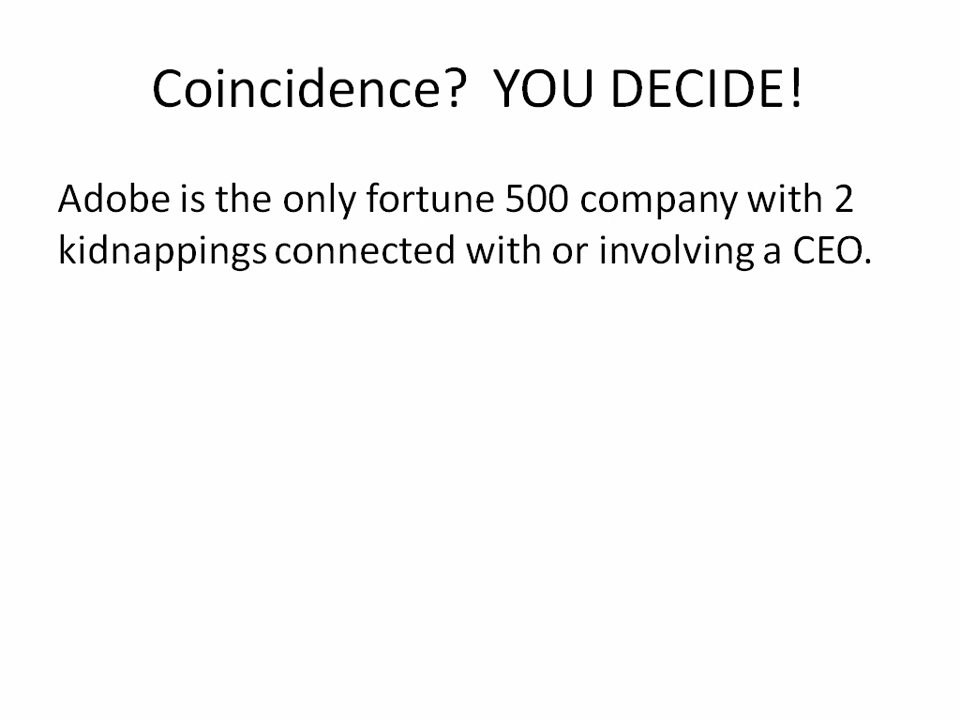 Coincidence?  YOU DECIDE!
Adobe is the only fortune 500 company with 2
kidnappings connected with or involving a CEO.